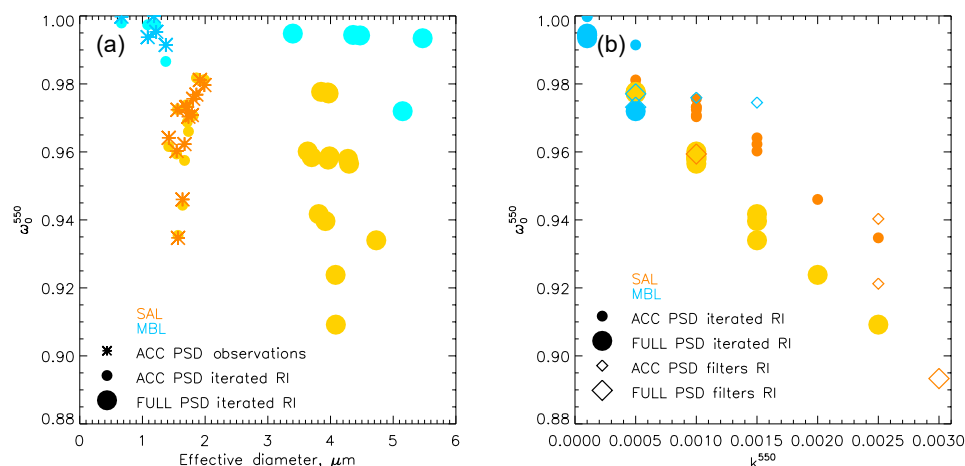 (a)
1.00
0.98
0.96
0.94
0.92
0.90
0.88
ω₀⁵⁵⁰
SAL
MBL
ACC PSD observations
ACC PSD iterated RI
FULL PSD iterated RI
0 1 2 3 4 5 6
Effective diameter, μm
(b)
1.00
0.98
0.96
0.94
0.92
0.90
0.88
ω₀⁵⁵⁰
SAL
MBL
ACC PSD iterated RI
FULL PSD iterated RI
ACC PSD filters RI
FULL PSD filters RI
0.0000 0.0005 0.0010 0.0015 0.0020 0.0025 0.0030
k⁵⁵⁰